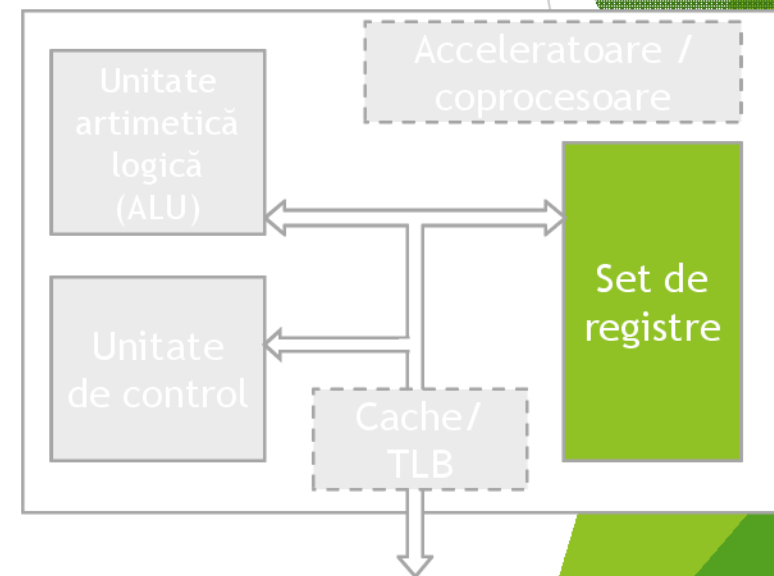 Unitate
artimetică
logică
(ALU)
Acceleratoare /
coprocesoare
Set de
registre
Unitate
de control
Cache/
TLB